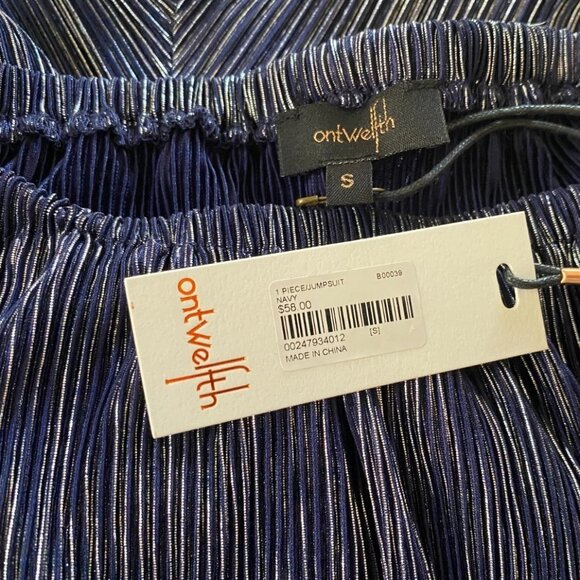 ontwelfth
S
ontwelfth
1 PIECE/JUMPSUIT B00039
NAVY
$58.00
00247934012 [S]
MADE IN CHINA